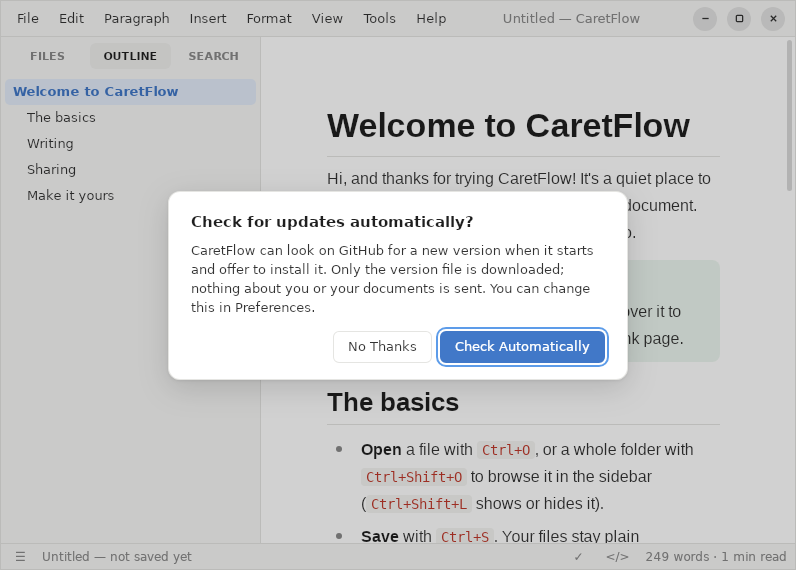 File Edit Paragraph Insert Format View Tools Help Untitled — CaretFlow
FILES OUTLINE SEARCH
Welcome to CaretFlow
The basics
Writing
Sharing
Make it yours
Welcome to CaretFlow
Hi, and thanks for trying CaretFlow! It's a quiet place to
document.
Check for updates automatically?
CaretFlow can look on GitHub for a new version when it starts
and offer to install it. Only the version file is downloaded;
nothing about you or your documents is sent. You can change
this in Preferences.
No Thanks Check Automatically
over it to
page.
The basics
Open a file with Ctrl+O, or a whole folder with
Ctrl+Shift+O to browse it in the sidebar
(Ctrl+Shift+L shows or hides it).
Save with Ctrl+S. Your files stay plain
Untitled — not saved yet
✓ </> 249 words · 1 min read